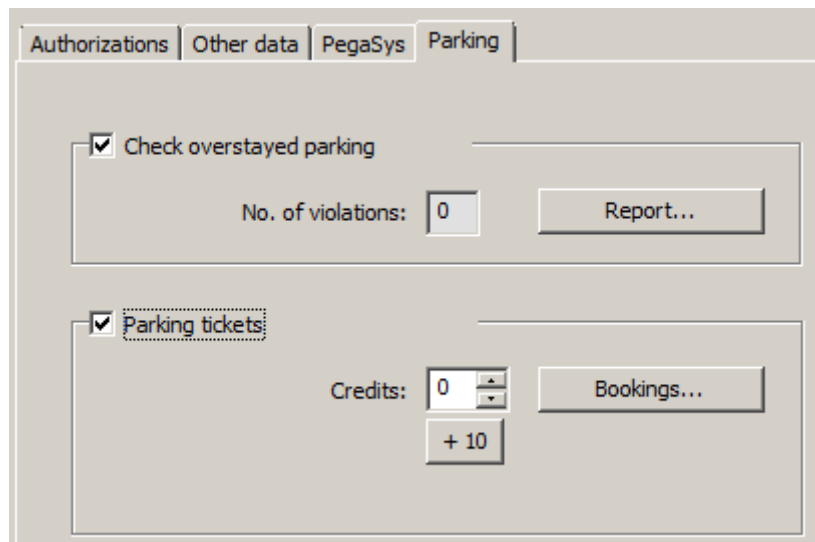 Authorizations Other data PegaSys Parking
Check overstayed parking
No. of violations: 0 Report...
Parking tickets
Credits: 0 Bookings...
+ 10